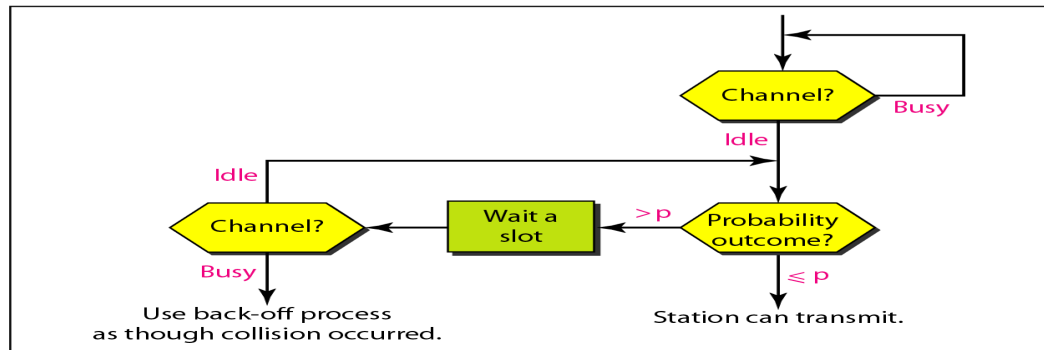 Channel?
Busy
Idle
Idle
Channel?
Wait a
slot
> p
Probability
outcome?
Busy
≤ p
Use back-off process
as though collision occurred.
Station can transmit.